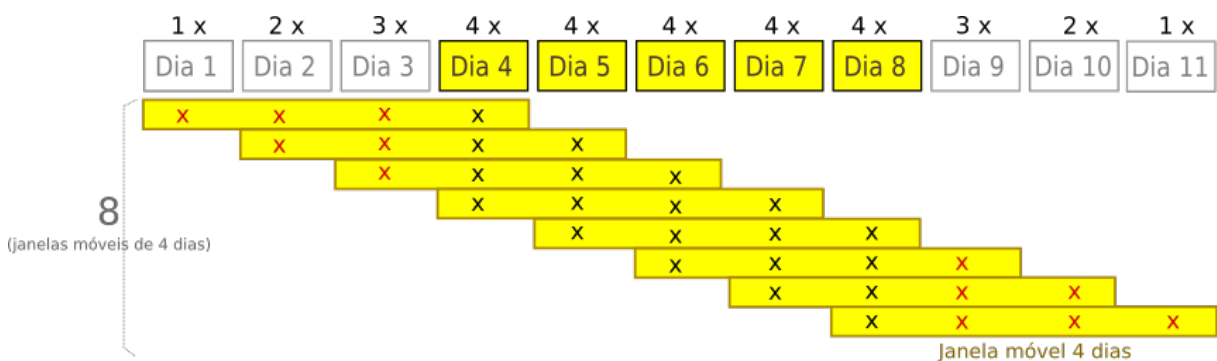 1 x 2 x 3 x 4 x 4 x 4 x 4 x 4 x 3 x 2 x 1 x
Dia 1 Dia 2 Dia 3 Dia 4 Dia 5 Dia 6 Dia 7 Dia 8 Dia 9 Dia 10 Dia 11
x x x x
x x x x
x x x x
x x x x
8
(janelas móveis de 4 dias)
x x x x
x x x x
x x x x
x x x x
Janela móvel 4 dias